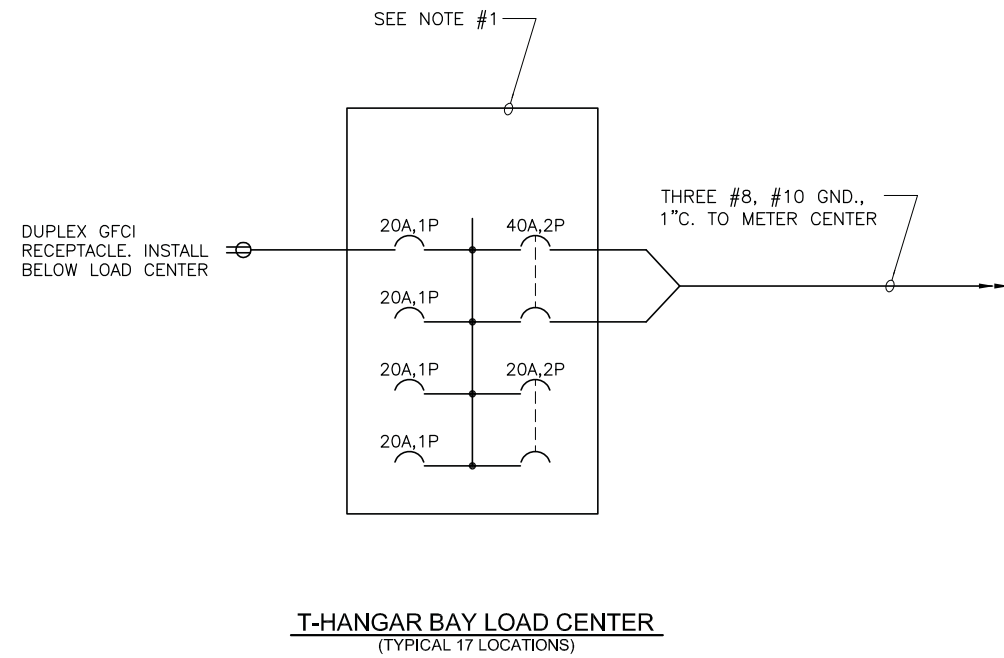 SEE NOTE #1
THREE #8, #10 GND.,
1"C. TO METER CENTER
DUPLEX GFCI
RECEPTACLE. INSTALL
BELOW LOAD CENTER
20A,1P
40A,2P
20A,1P
20A,1P
20A,2P
20A,1P
T-HANGAR BAY LOAD CENTER
(TYPICAL 17 LOCATIONS)